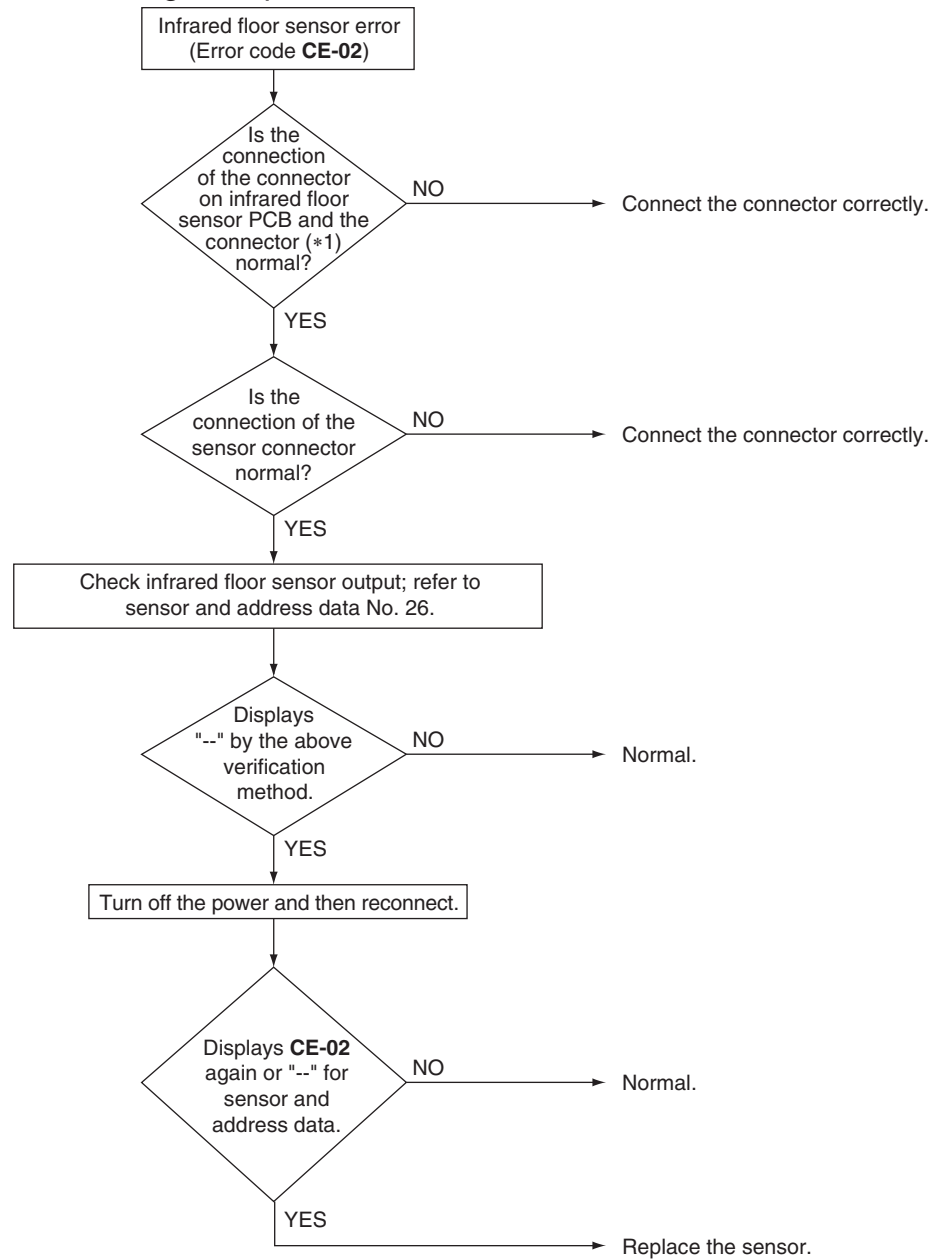 Infrared floor sensor error
(Error code CE-02)
Is the
connection
of the connector
on infrared floor
sensor PCB and the
connector (*1)
normal?
NO
Connect the connector correctly.
YES
Is the
connection of the
sensor connector
normal?
NO
Connect the connector correctly.
YES
Check infrared floor sensor output; refer to
sensor and address data No. 26.
Displays
"--" by the above
verification
method.
NO
Normal.
YES
Turn off the power and then reconnect.
Displays CE-02
again or "--" for
sensor and
address data.
NO
Normal.
YES
Replace the sensor.